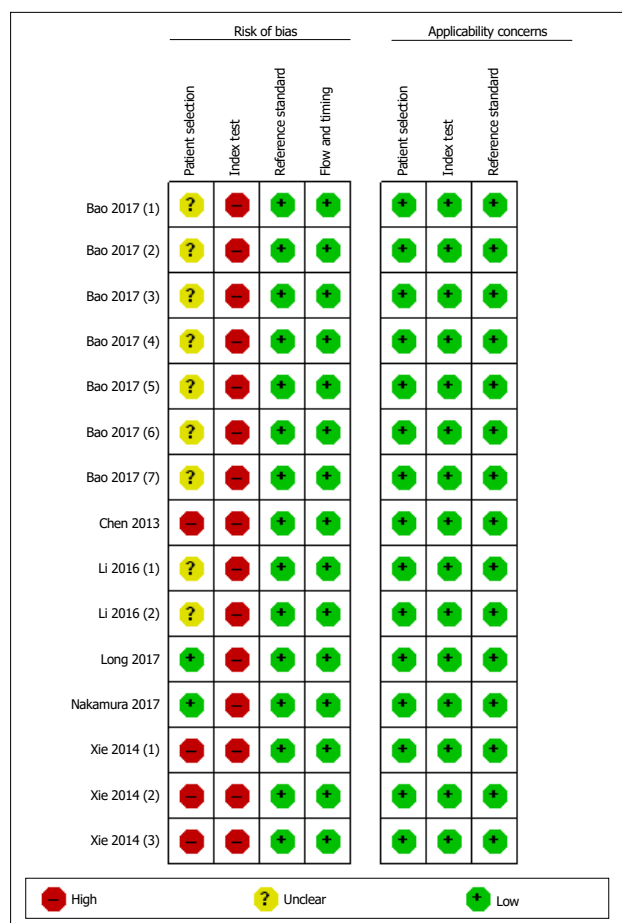 Risk of bias Applicability concerns
Patient selection Index test Reference standard Flow and timing Patient selection Index test Reference standard
Bao 2017 (1) ? − + + + + +
Bao 2017 (2) ? − + + + + +
Bao 2017 (3) ? − + + + + +
Bao 2017 (4) ? − + + + + +
Bao 2017 (5) ? − + + + + +
Bao 2017 (6) ? − + + + + +
Bao 2017 (7) ? − + + + + +
Chen 2013 − − + + + + +
Li 2016 (1) ? − + + + + +
Li 2016 (2) ? − + + + + +
Long 2017 + − + + + + +
Nakamura 2017 + − + + + + +
Xie 2014 (1) − − + + + + +
Xie 2014 (2) − − + + + + +
Xie 2014 (3) − − + + + + +
− High ? Unclear + Low